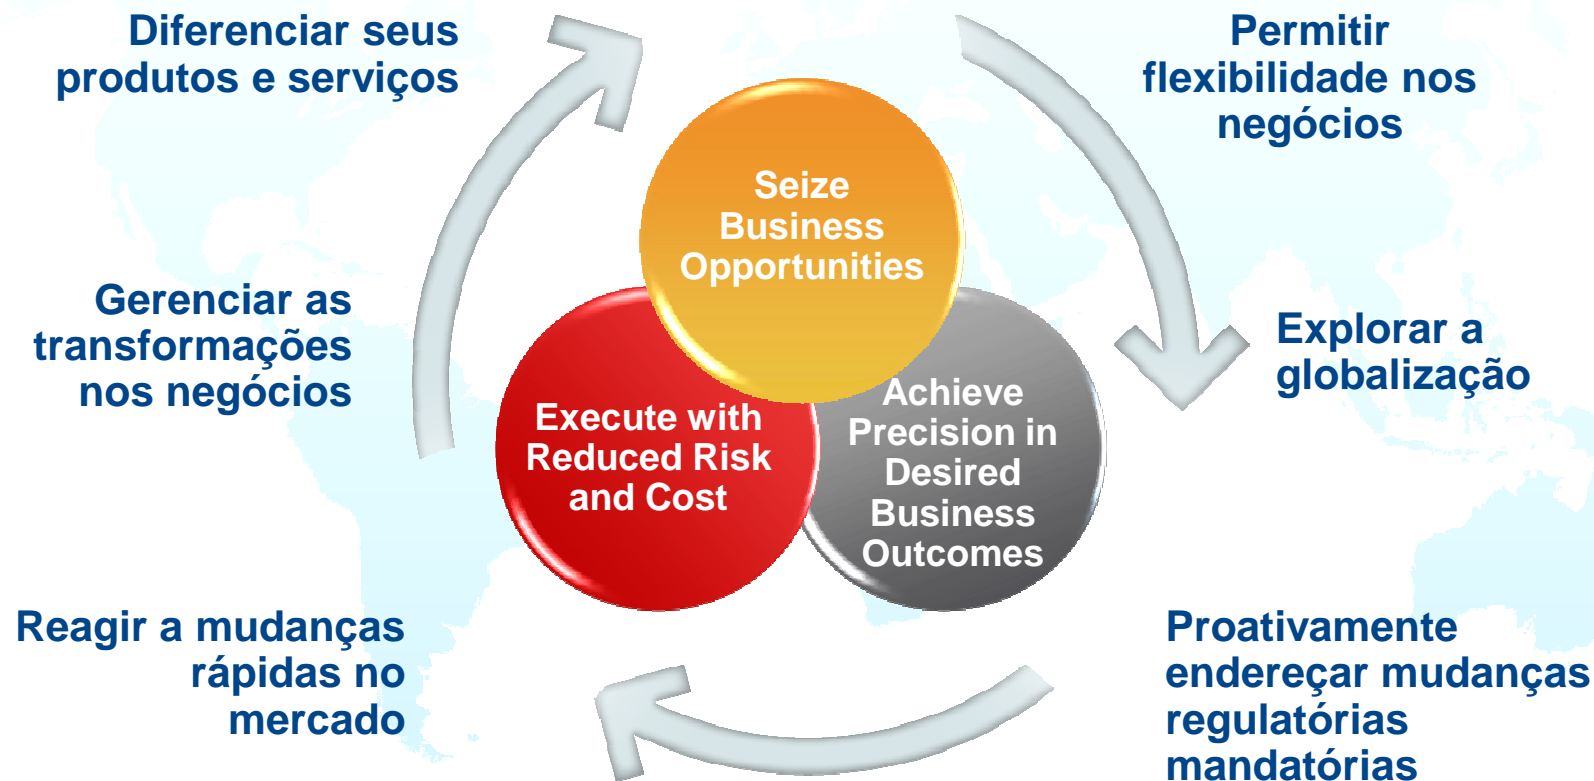 Diferenciar seus
produtos e serviços
Permitir
flexibilidade nos
negócios
Seize
Business
Opportunities
Gerenciar as
transformações
nos negócios
Explorar a
globalização
Execute with
Reduced Risk
and Cost
Achieve
Precision in
Desired
Business
Outcomes
Reagir a mudanças
rápidas no
mercado
Proativamente
endereçar mudanças
regulatórias
mandatórias